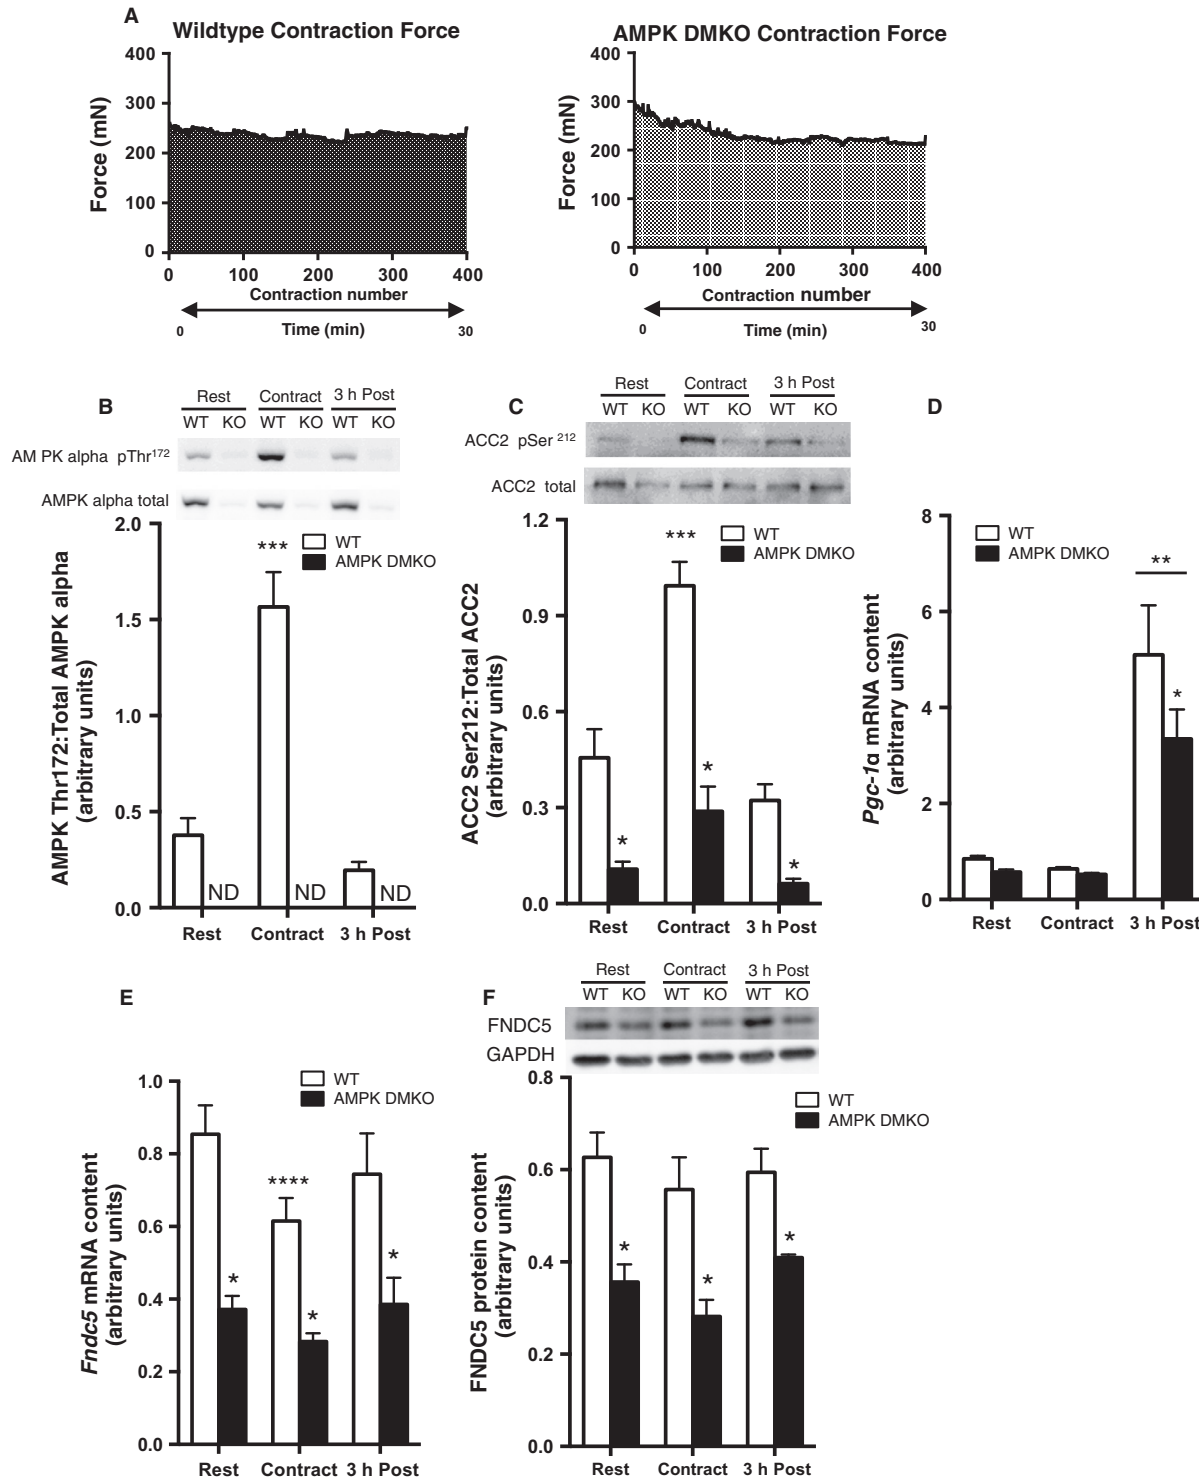 A
Wildtype Contraction Force
400
300
200
100
0
Force (mN)
0 100 200 300 400
Contraction number
0 Time (min) 30
AMPK DMKO Contraction Force
400
300
200
100
0
Force (mN)
0 100 200 300 400
Contraction number
0 Time (min) 30
B
Rest Contract 3 h Post
WT KO WT KO WT KO
AM PK alpha pThr172
AMPK alpha total
2.0
1.5
1.0
0.5
0.0
AMPK Thr172:Total AMPK alpha
(arbitrary units)
WT
AMPK DMKO
***
ND ND ND
Rest Contract 3 h Post
C
Rest Contract 3 h Post
WT KO WT KO WT KO
ACC2 pSer 212
ACC2 total
1.2
0.9
0.6
0.3
0.0
ACC2 Ser212:Total ACC2
(arbitrary units)
WT
AMPK DMKO
***
*
*
*
Rest Contract 3 h Post
D
8
6
4
2
0
Pgc-1α mRNA content
(arbitrary units)
WT
AMPK DMKO
**
*
Rest Contract 3 h Post
E
1.0
0.8
0.6
0.4
0.2
0.0
Fndc5 mRNA content
(arbitrary units)
WT
AMPK DMKO
****
*
*
*
Rest Contract 3 h Post
F
Rest Contract 3 h Post
WT KO WT KO WT KO
FNDC5
GAPDH
0.8
0.6
0.4
0.2
0.0
FNDC5 protein content
(arbitrary units)
WT
AMPK DMKO
*
*
*
Rest Contract 3 h Post